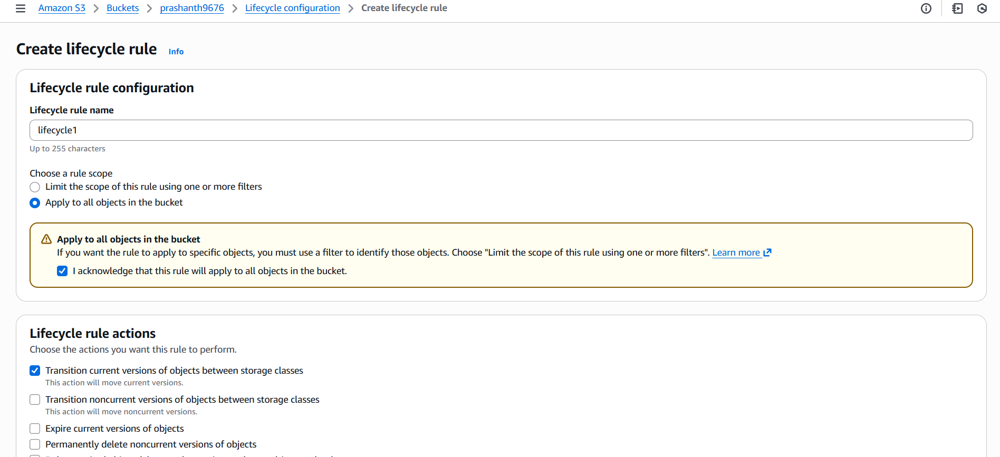 Amazon S3 > Buckets > prashanth9676 > Lifecycle configuration > Create lifecycle rule
Create lifecycle rule Info
Lifecycle rule configuration
Lifecycle rule name
lifecycle1
Up to 255 characters
Choose a rule scope
Limit the scope of this rule using one or more filters
Apply to all objects in the bucket
Apply to all objects in the bucket
If you want the rule to apply to specific objects, you must use a filter to identify those objects. Choose "Limit the scope of this rule using one or more filters". Learn more
I acknowledge that this rule will apply to all objects in the bucket.
Lifecycle rule actions
Choose the actions you want this rule to perform.
Transition current versions of objects between storage classes
This action will move current versions.
Transition noncurrent versions of objects between storage classes
This action will move noncurrent versions.
Expire current versions of objects
Permanently delete noncurrent versions of objects